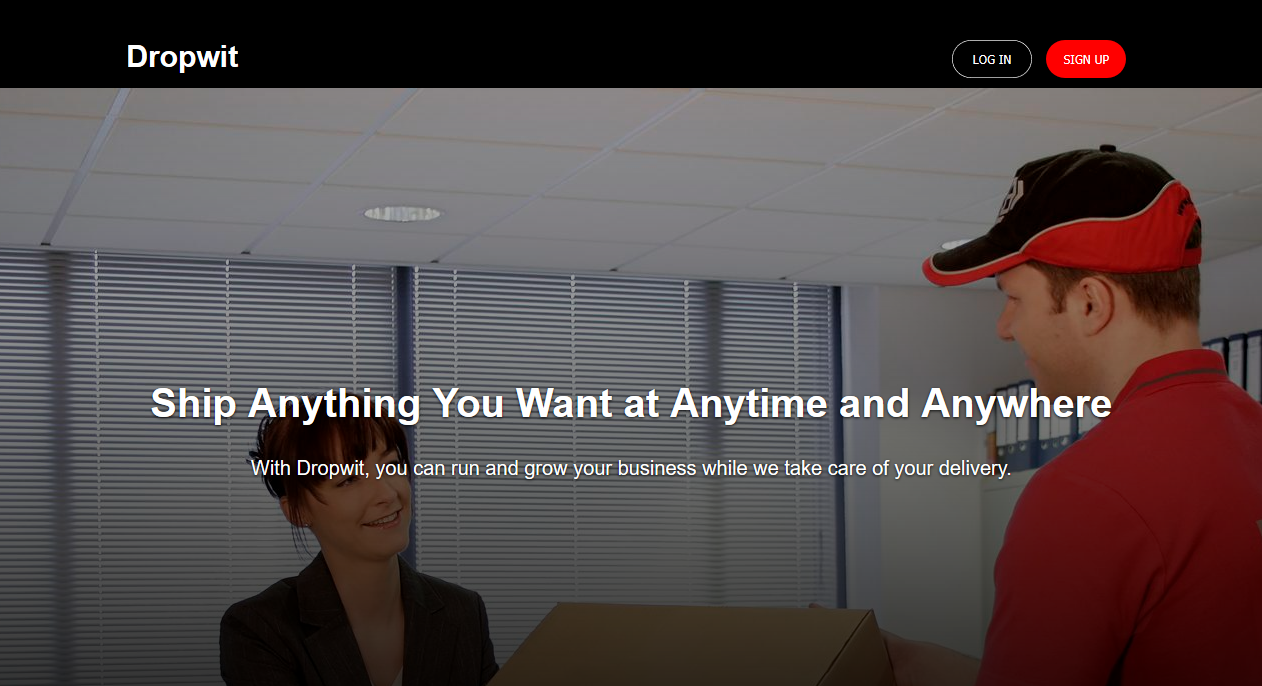 Dropwit
LOG IN
SIGN UP
Ship Anything You Want at Anytime and Anywhere
With Dropwit, you can run and grow your business while we take care of your delivery.